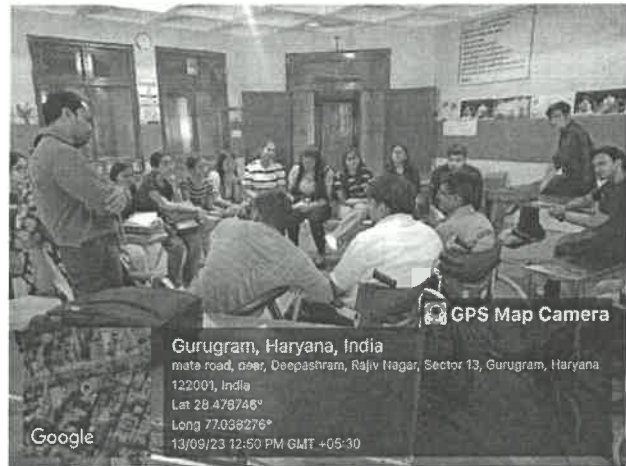 GPS Map Camera
Gurugram, Haryana, India
mata road, near, Deepashram, Rajiv Nagar, Sector 13, Gurugram, Haryana
122001, India
Lat 28.478746°
Long 77.038276°
13/09/23 12:50 PM GMT +05:30
Google